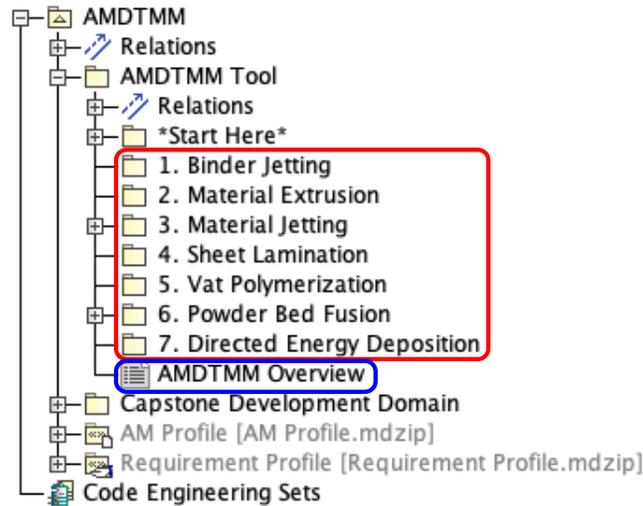 AMDTMM
Relations
AMDTMM Tool
Relations
*Start Here*
1. Binder Jetting
2. Material Extrusion
3. Material Jetting
4. Sheet Lamination
5. Vat Polymerization
6. Powder Bed Fusion
7. Directed Energy Deposition
AMDTMM Overview
Capstone Development Domain
AM Profile [AM Profile.mdzip]
Requirement Profile [Requirement Profile.mdzip]
Code Engineering Sets